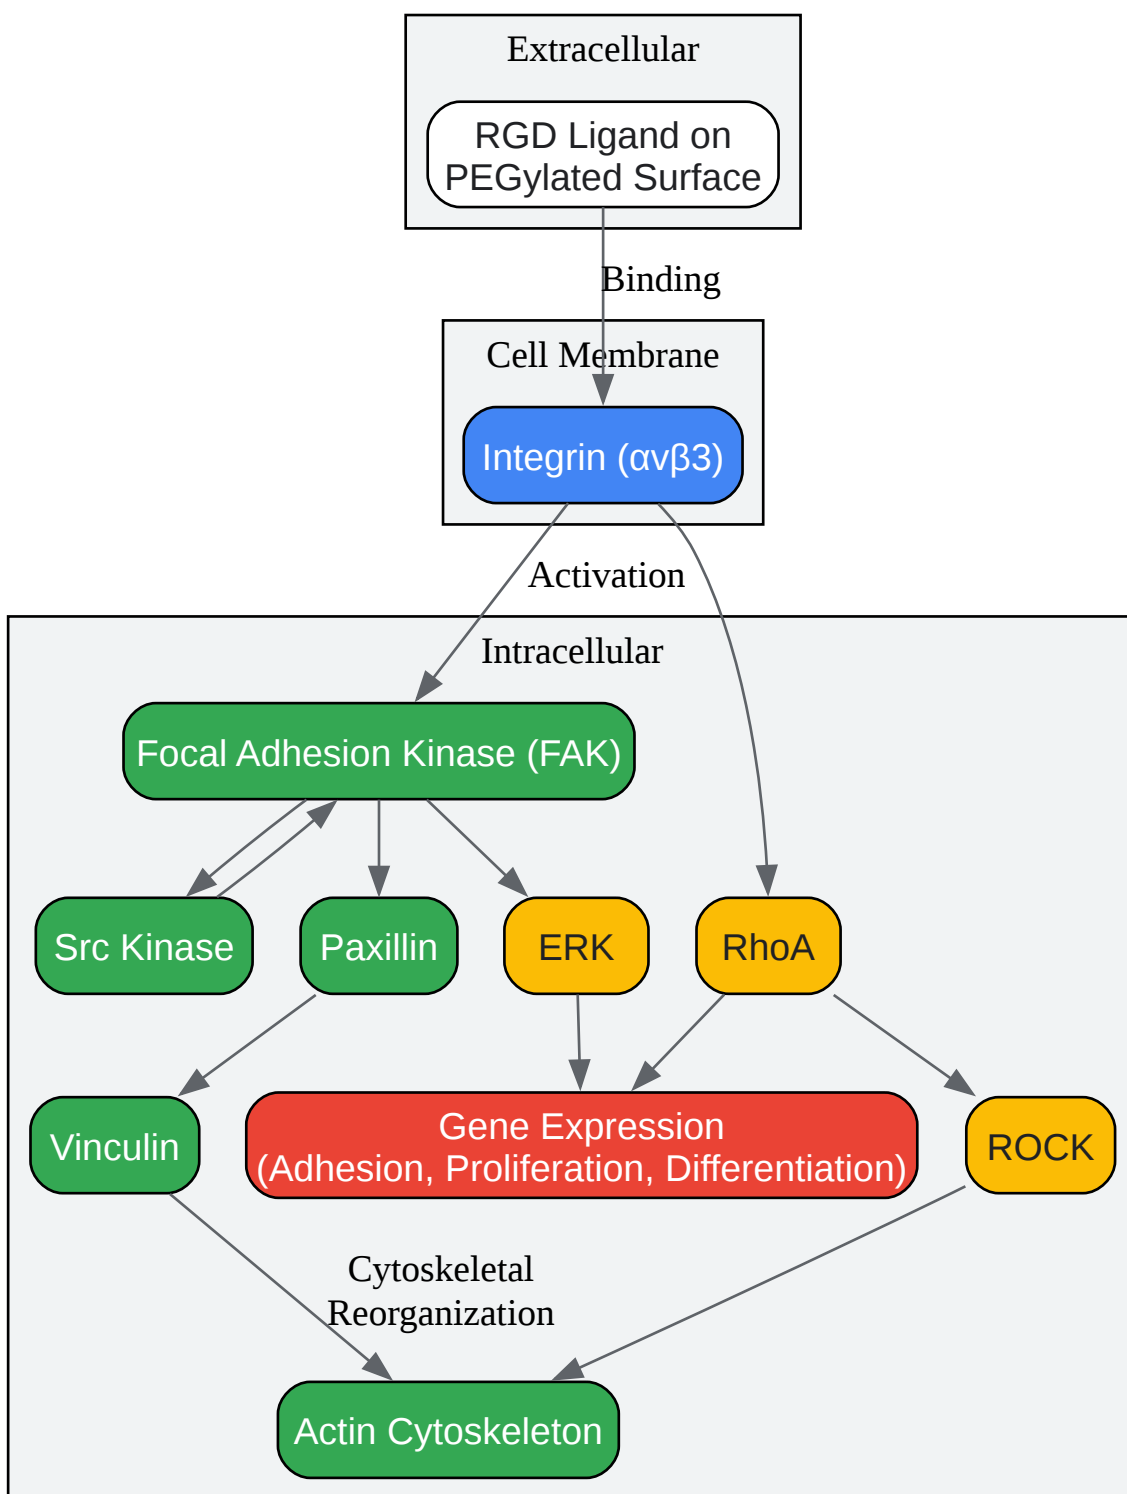 Extracellular
RGD Ligand on
PEGylated Surface
Binding
Cell Membrane
Integrin (αvβ3)
Activation
Intracellular
Focal Adhesion Kinase (FAK)
Src Kinase
Paxillin
ERK
RhoA
Vinculin
Gene Expression
(Adhesion, Proliferation, Differentiation)
ROCK
Cytoskeletal
Reorganization
Actin Cytoskeleton